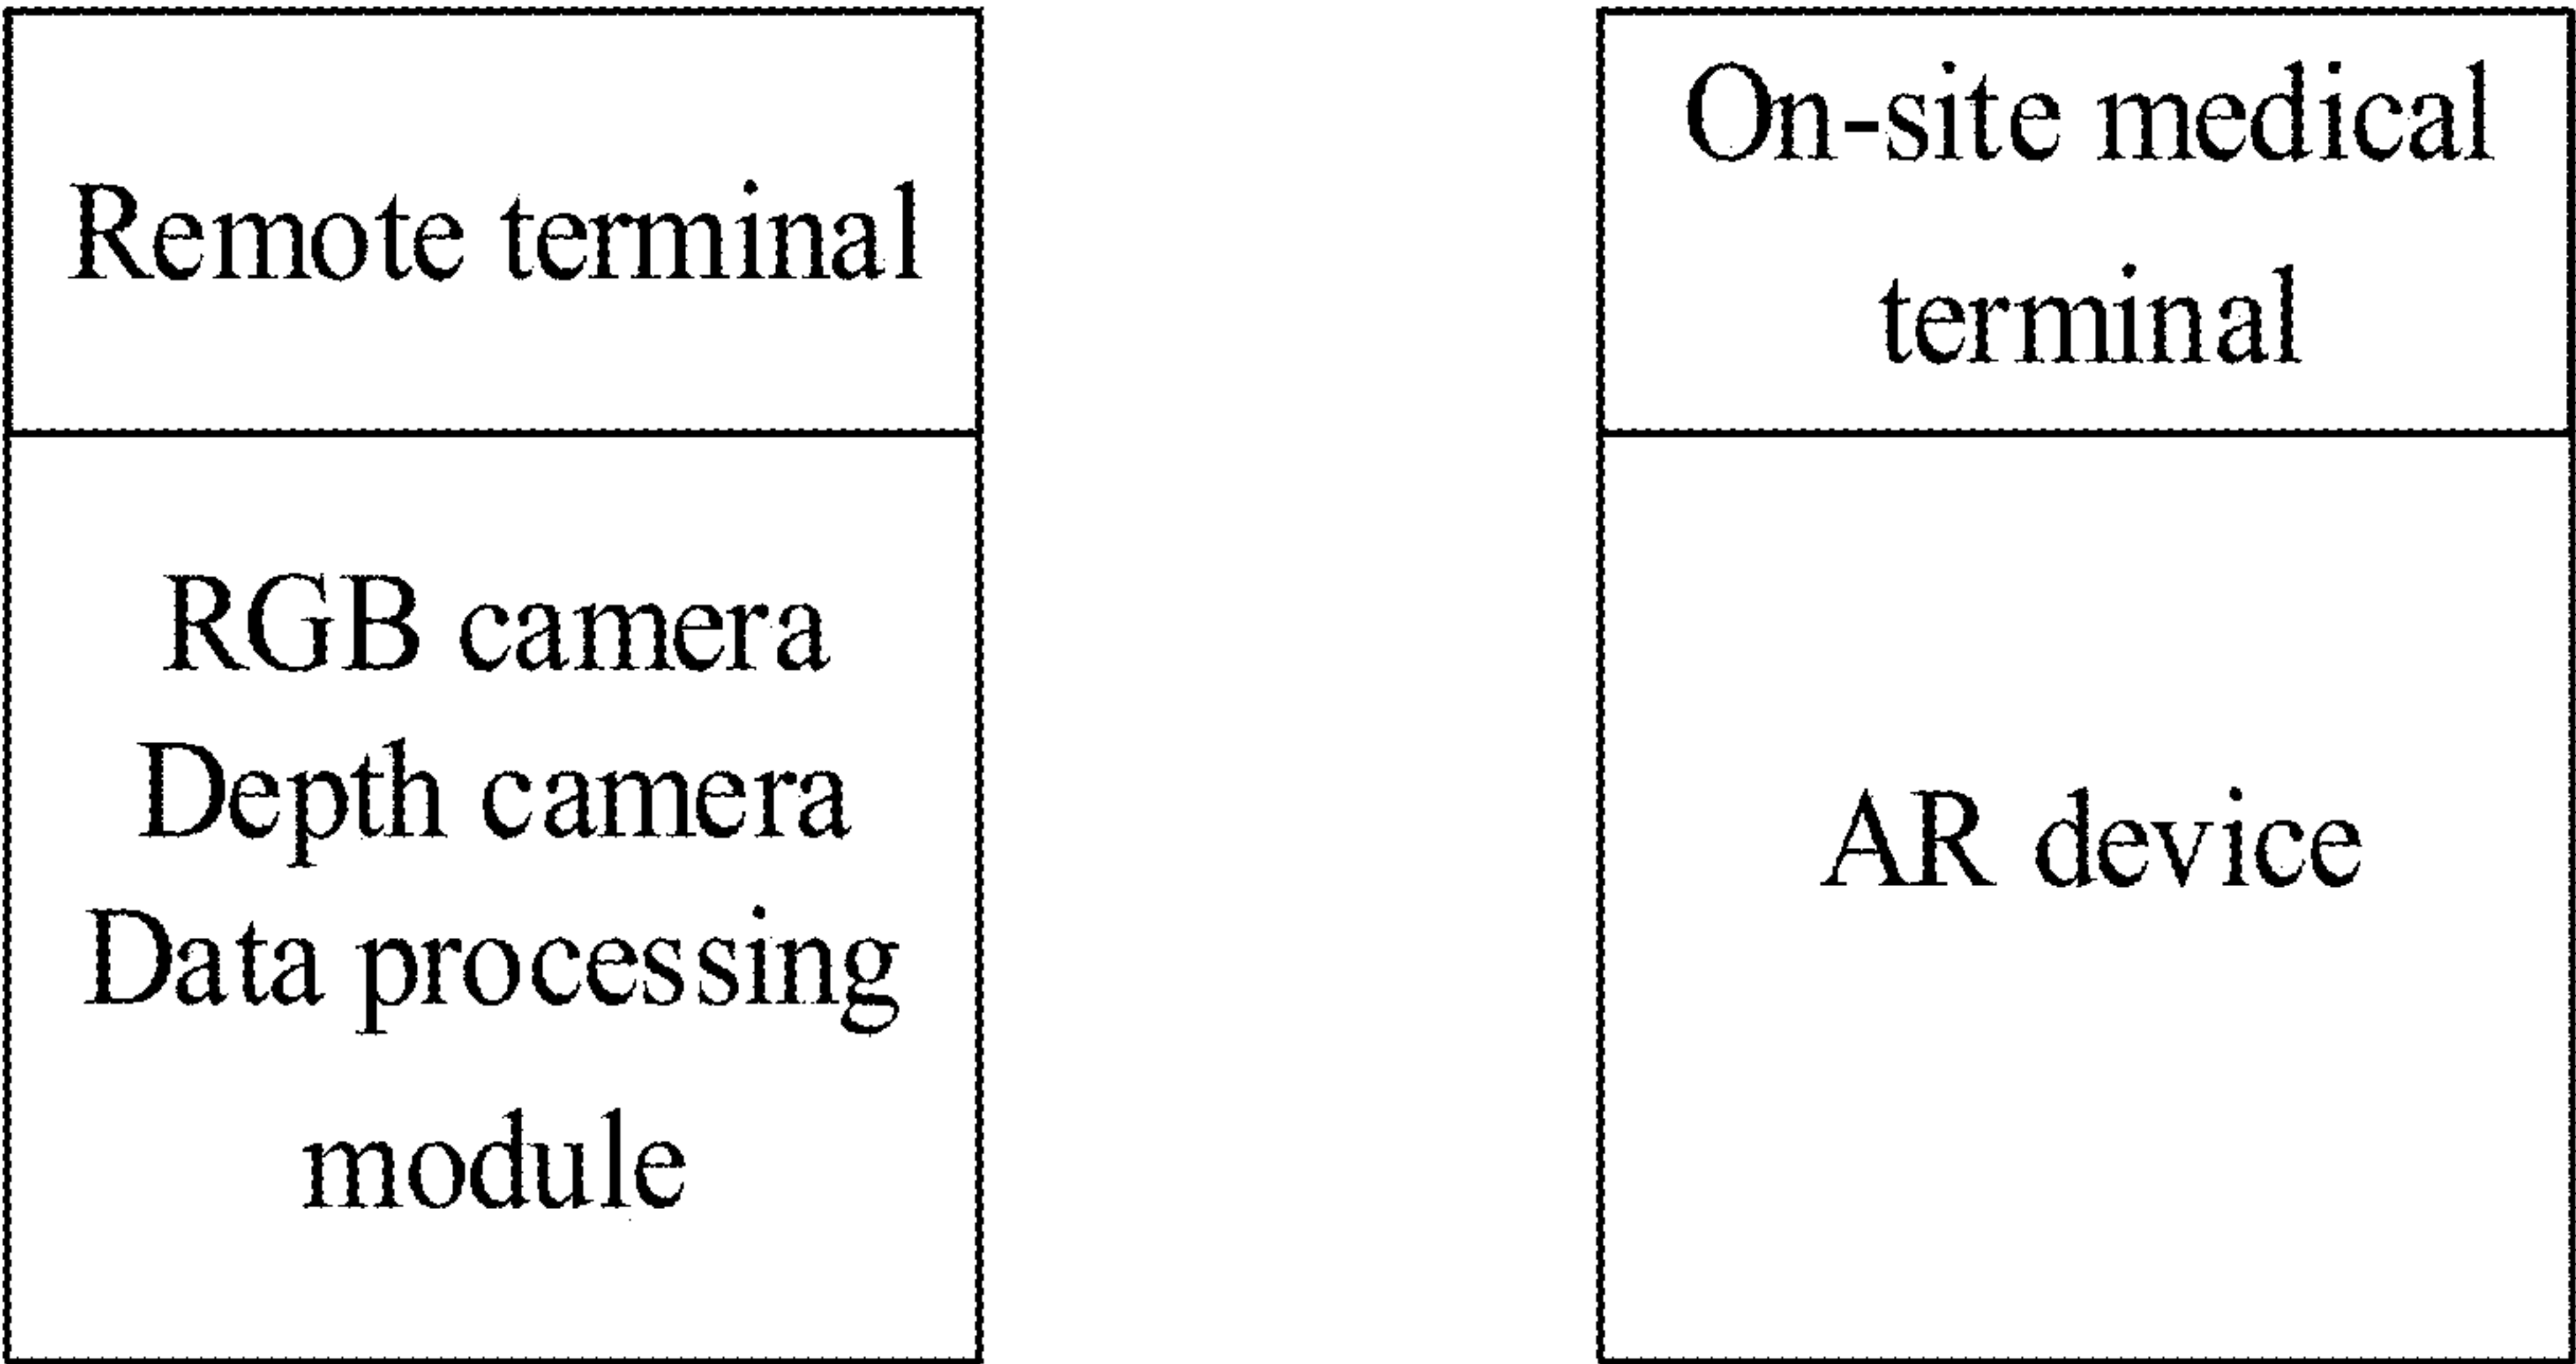 Remote terminal
RGB camera
Depth camera
Data processing
module
On-site medical
terminal
AR device